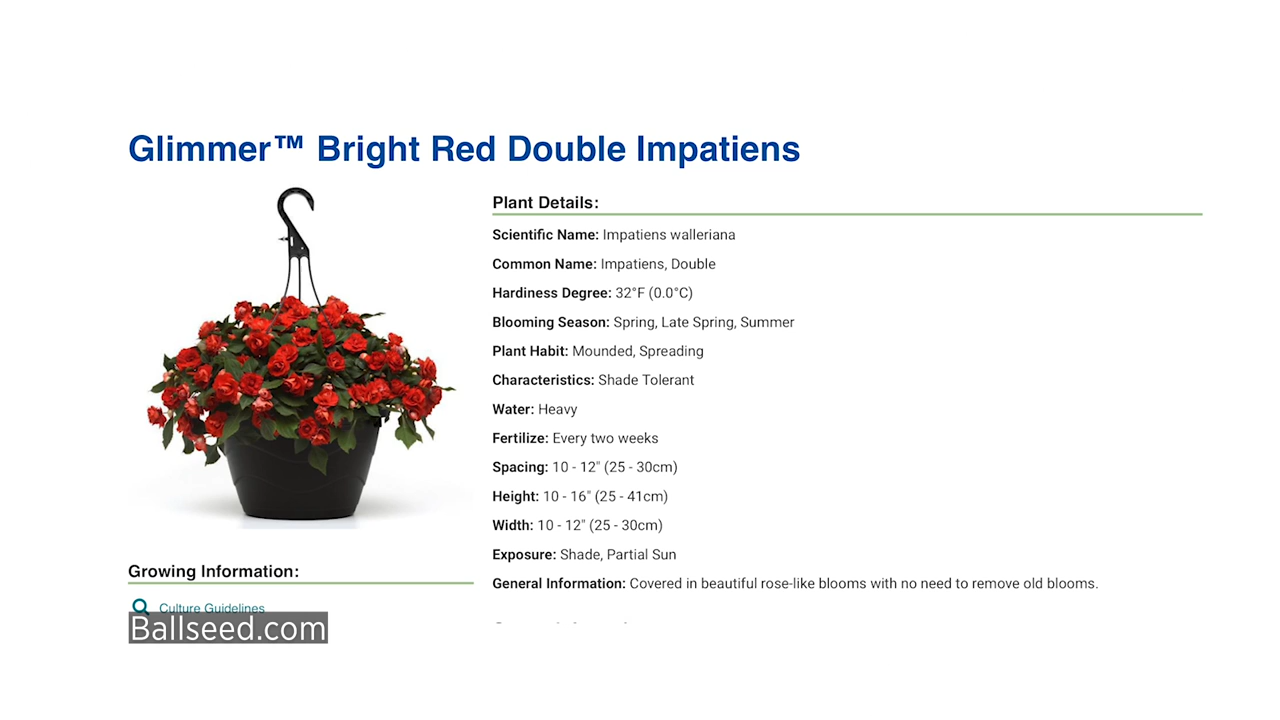 Glimmer™ Bright Red Double Impatiens
Plant Details:
Scientific Name: Impatiens walleriana
Common Name: Impatiens, Double
Hardiness Degree: 32°F (0.0°C)
Blooming Season: Spring, Late Spring, Summer
Plant Habit: Mounded, Spreading
Characteristics: Shade Tolerant
Water: Heavy
Fertilize: Every two weeks
Spacing: 10 - 12" (25 - 30cm)
Height: 10 - 16" (25 - 41cm)
Width: 10 - 12" (25 - 30cm)
Exposure: Shade, Partial Sun
General Information: Covered in beautiful rose-like blooms with no need to remove old blooms.
Growing Information:
Culture Guidelines
Ballseed.com